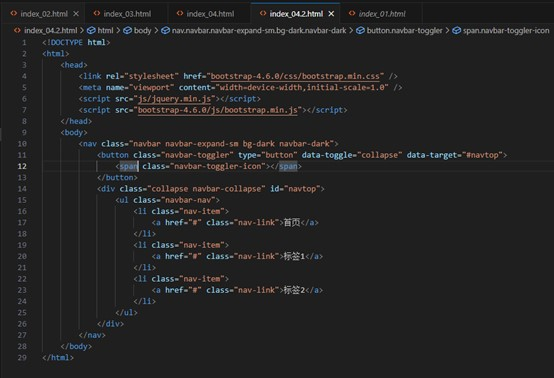 index_02.html index_03.html index_04.html index_04.2.html index_01.html
index_04.2.html > html > body > nav.navbar.navbar-expand-sm.bg-dark.navbar-dark > button.navbar-toggler > span.navbar-toggler-icon
1 <!DOCTYPE html>
2 <html>
3 <head>
4 <link rel="stylesheet" href="bootstrap-4.6.0/css/bootstrap.min.css" />
5 <meta name="viewport" content="width=device-width,initial-scale=1.0" />
6 <script src="js/jquery.min.js"></script>
7 <script src="bootstrap-4.6.0/js/bootstrap.min.js"></script>
8 </head>
9 <body>
10 <nav class="navbar navbar-expand-sm bg-dark navbar-dark">
11 <button class="navbar-toggler" type="button" data-toggle="collapse" data-target="#navtop">
12 <span class="navbar-toggler-icon"></span>
13 </button>
14 <div class="collapse navbar-collapse" id="navtop">
15 <ul class="navbar-nav">
16 <li class="nav-item">
17 <a href="#" class="nav-link">首页</a>
18 </li>
19 <li class="nav-item">
20 <a href="#" class="nav-link">标签1</a>
21 </li>
22 <li class="nav-item">
23 <a href="#" class="nav-link">标签2</a>
24 </li>
25 </ul>
26 </div>
27 </nav>
28 </body>
29 </html>